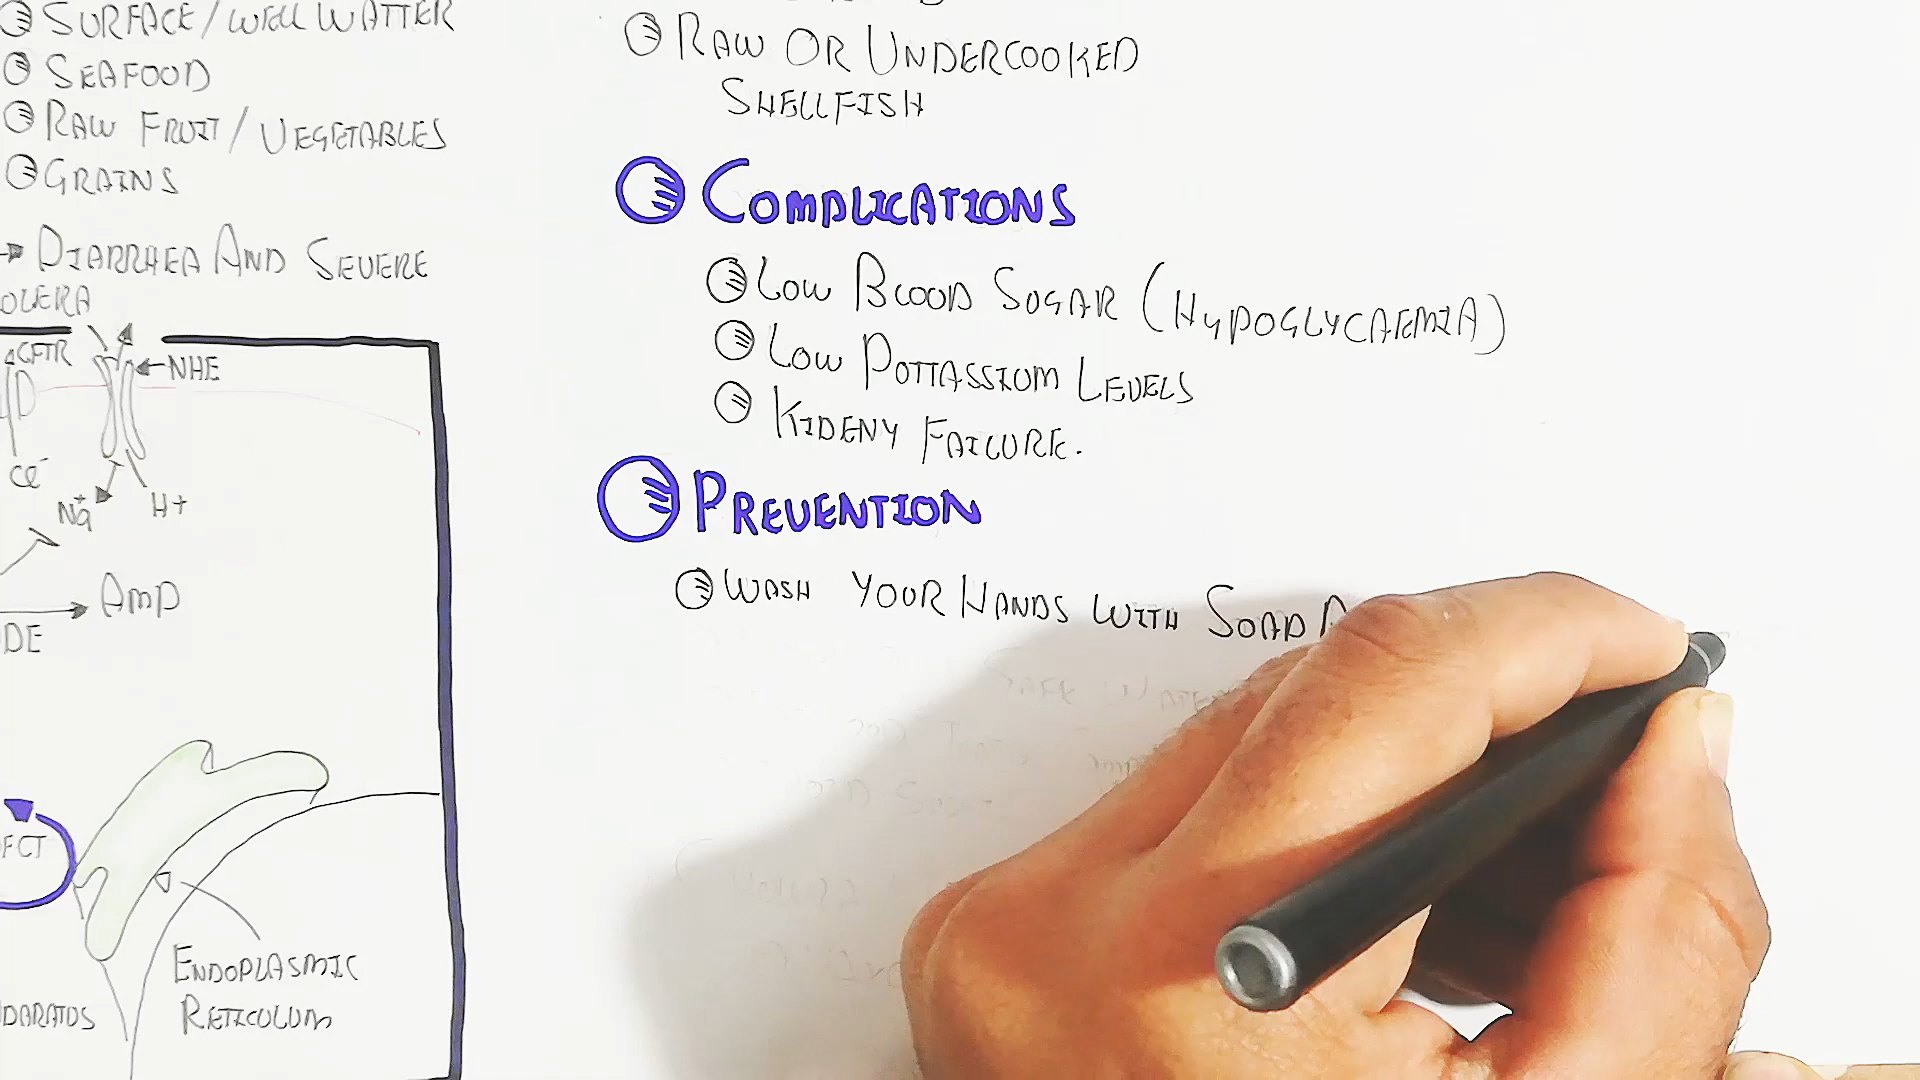 SURFACE/WELL WATTER
SEAFOOD
RAW FRUIT/VEGETABLES
GRAINS
DIARRHEA AND SEVERE
OLERA
CFTR
NHE
Cl-
Na+
H+
AMP
DE
FCT
ENDOPLASMIC
RETICULUM
RAW OR UNDERCOOKED
SHELLFISH
COMPLICATIONS
LOW BLOOD SUGAR (HYPOGLYCAEMIA)
LOW POTTASSIUM LEVELS
KIDENY FAILURE.
PREVENTION
WASH YOUR HANDS WITH SOAP A